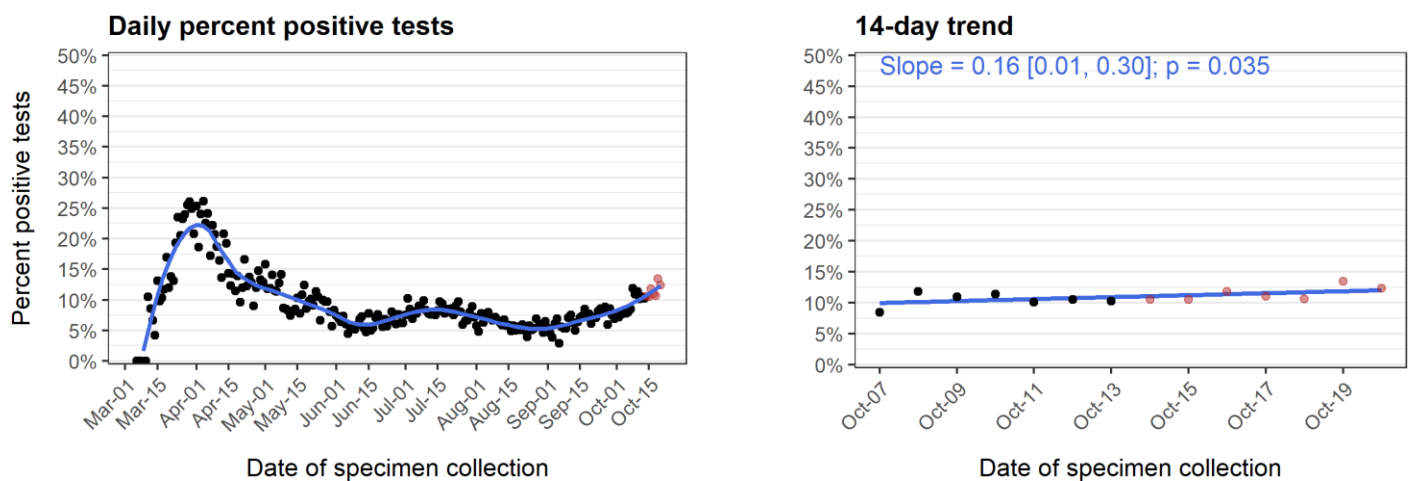 Daily percent positive tests
50%
45%
40%
35%
30%
25%
20%
15%
10%
5%
0%
Percent positive tests
Mar-01
Mar-15
Apr-01
Apr-15
May-01
May-15
Jun-01
Jun-15
Jul-01
Jul-15
Aug-01
Aug-15
Sep-01
Sep-15
Oct-01
Oct-15
Date of specimen collection
14-day trend
Slope = 0.16 [0.01, 0.30]; p = 0.035
50%
45%
40%
35%
30%
25%
20%
15%
10%
5%
0%
Oct-07
Oct-09
Oct-11
Oct-13
Oct-15
Oct-17
Oct-19
Date of specimen collection